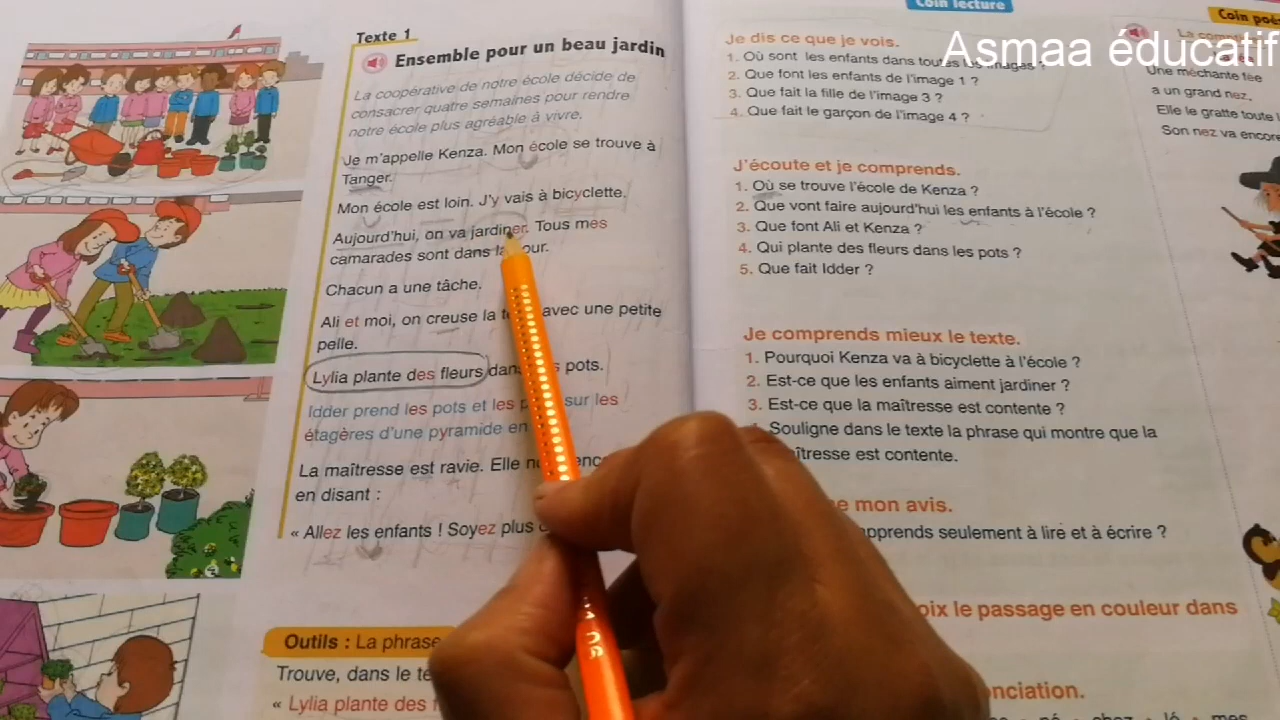 Texte 1
Ensemble pour un beau jardin
La coopérative de notre école décide de
consacrer quatre semaines pour rendre
notre école plus agréable à vivre.
Je m'appelle Kenza. Mon école se trouve à
Tanger.
Mon école est loin. J'y vais à bicyclette.
Aujourd'hui, on va jardiner. Tous mes
camarades sont dans la cour.
Chacun a une tâche.
Ali et moi, on creuse la avec une petite
pelle.
Lylia plante des fleurs dans pots.
Idder prend les pots et les sur les
étagères d'une pyramide en
La maîtresse est ravie. Elle
en disant :
« Allez les enfants ! Soyez plus
Outils : La phrase
Trouve, dans le
« Lylia plante des
Coin lecture
Je dis ce que je vois.
1. Où sont les enfants dans toutes les images ?
2. Que font les enfants de l'image 1 ?
3. Que fait la fille de l'image 3 ?
4. Que fait le garçon de l'image 4 ?
J'écoute et je comprends.
1. Où se trouve l'école de Kenza ?
2. Que vont faire aujourd'hui les enfants à l'école ?
3. Que font Ali et Kenza ?
4. Qui plante des fleurs dans les pots ?
5. Que fait Idder ?
Je comprends mieux le texte.
1. Pourquoi Kenza va à bicyclette à l'école ?
2. Est-ce que les enfants aiment jardiner ?
3. Est-ce que la maîtresse est contente ?
Souligne dans le texte la phrase qui montre que la
maîtresse est contente.
mon avis.
apprends seulement à lire et à écrire ?
le passage en couleur dans
Asmaa éducatif
Une méchante fée
a un grand nez,
Elle le gratte toute
Son nez va encore